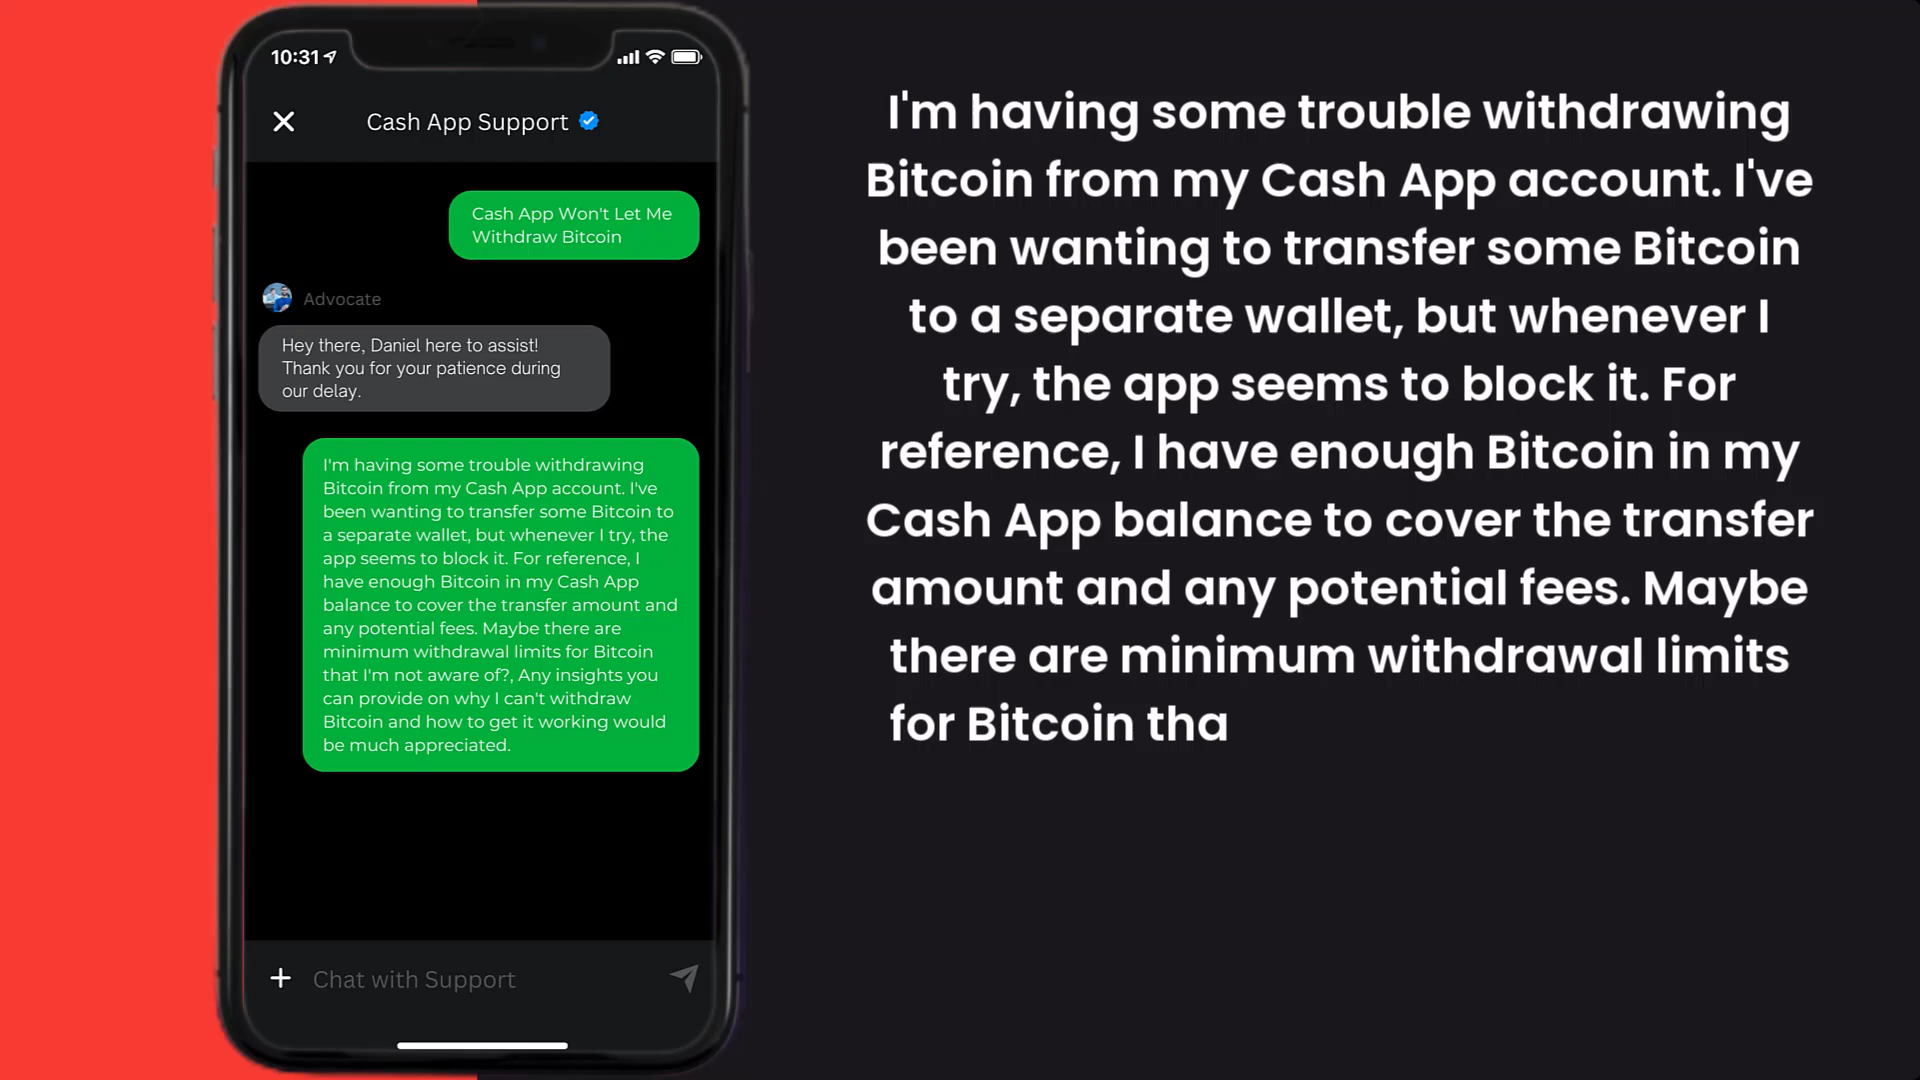 10:31
Cash App Support
Cash App Won't Let Me
Withdraw Bitcoin
Advocate
Hey there, Daniel here to assist!
Thank you for your patience during
our delay.
I'm having some trouble withdrawing
Bitcoin from my Cash App account. I've
been wanting to transfer some Bitcoin to
a separate wallet, but whenever I try, the
app seems to block it. For reference, I
have enough Bitcoin in my Cash App
balance to cover the transfer amount and
any potential fees. Maybe there are
minimum withdrawal limits for Bitcoin
that I'm not aware of?, Any insights you
can provide on why I can't withdraw
Bitcoin and how to get it working would
be much appreciated.
Chat with Support
I'm having some trouble withdrawing
Bitcoin from my Cash App account. I've
been wanting to transfer some Bitcoin
to a separate wallet, but whenever I
try, the app seems to block it. For
reference, I have enough Bitcoin in my
Cash App balance to cover the transfer
amount and any potential fees. Maybe
there are minimum withdrawal limits
for Bitcoin tha